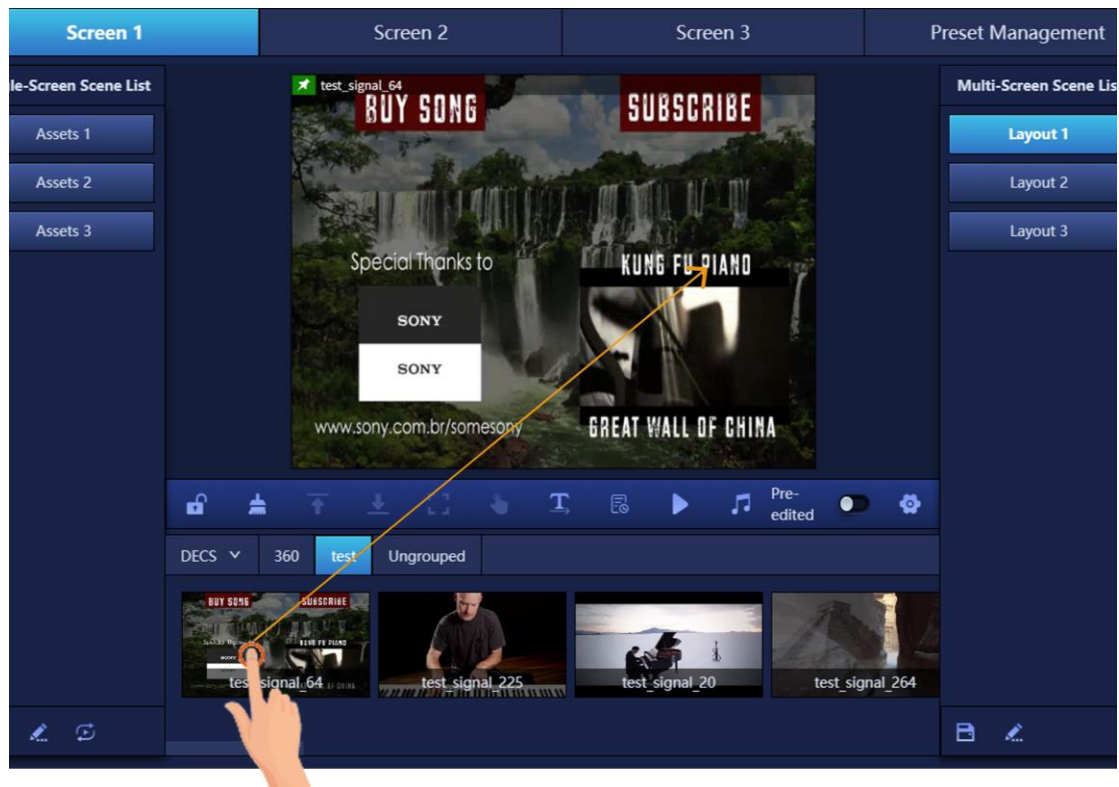 Screen 1
Screen 2
Screen 3
Preset Management
le-Screen Scene List
Assets 1
Assets 2
Assets 3
test_signal_64
BUY SONG
SUBSCRIBE
Special Thanks to
KUNG FU PIANO
SONY
SONY
www.sony.com.br/somesony
GREAT WALL OF CHINA
Multi-Screen Scene Lis
Layout 1
Layout 2
Layout 3
Pre-
edited
DECS
360
test
Ungrouped
BUY SONG
SUBSCRIBE
KUNG FU PIANO
test_signal_64
test_signal_225
test_signal_20
test_signal_264